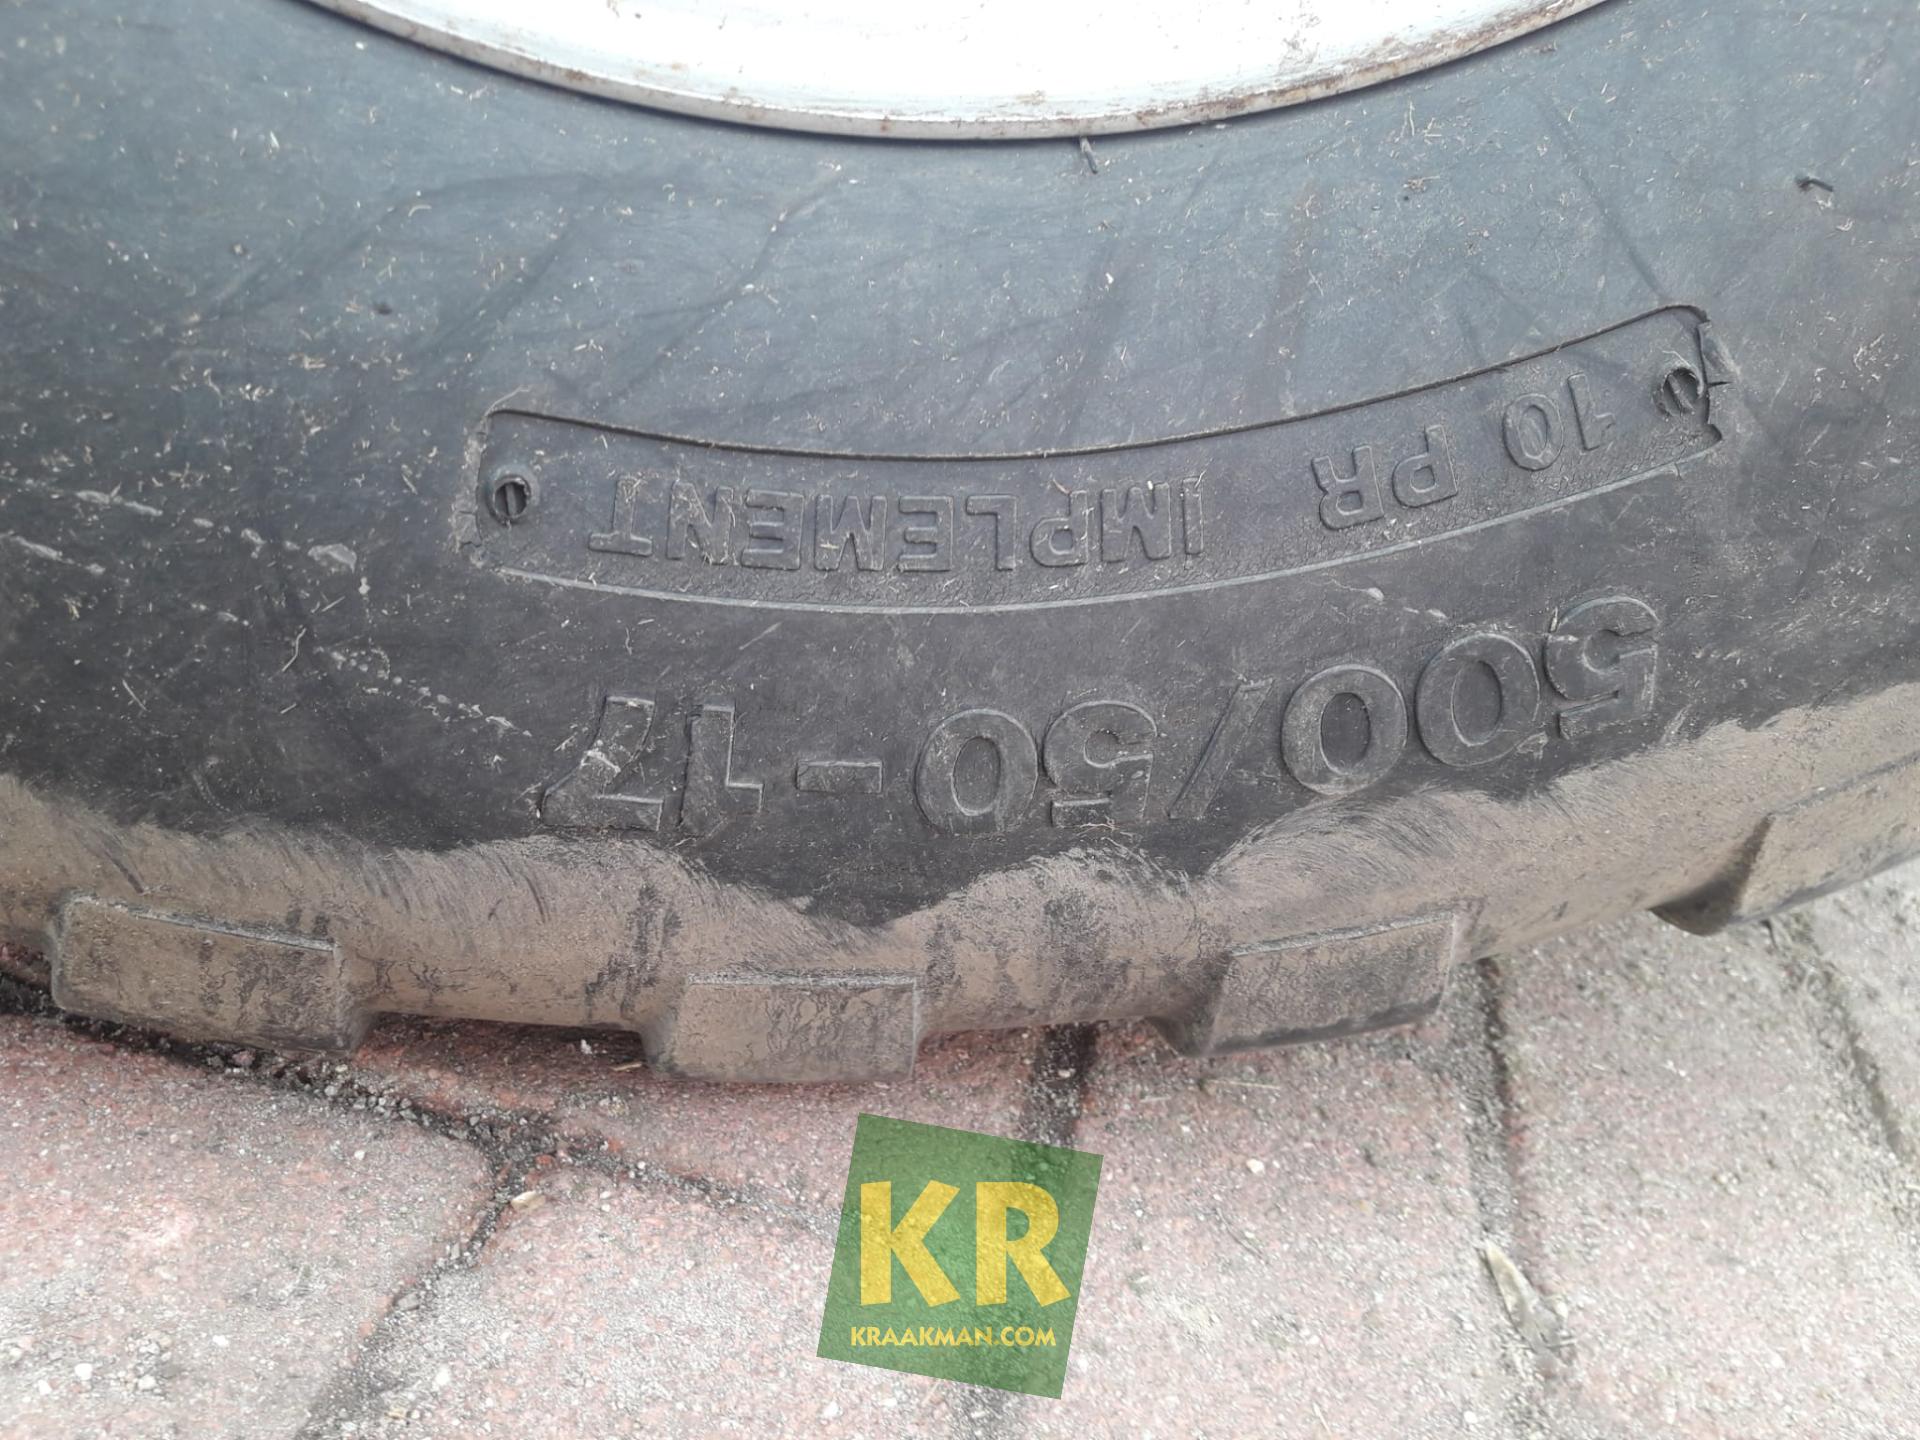 10 PR IMPLEMENT
500/50-17
KR
KRAAKMAN.COM